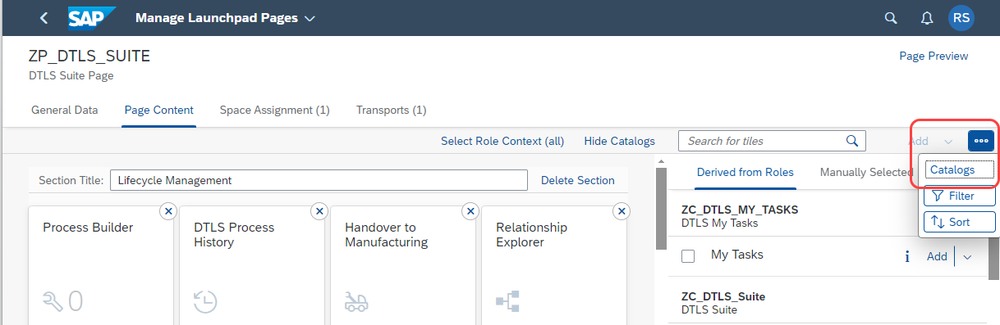 SAP Manage Launchpad Pages RS
ZP_DTLS_SUITE
Page Preview
DTLS Suite Page
General Data Page Content Space Assignment (1) Transports (1)
Select Role Context (all) Hide Catalogs Search for tiles Add
Catalogs
Filter
Sort
Section Title: Lifecycle Management Delete Section
Process Builder
0
DTLS Process
History
Handover to
Manufacturing
Relationship
Explorer
Derived from Roles Manually Selected
ZC_DTLS_MY_TASKS
DTLS My Tasks
My Tasks i Add
ZC_DTLS_Suite
DTLS Suite